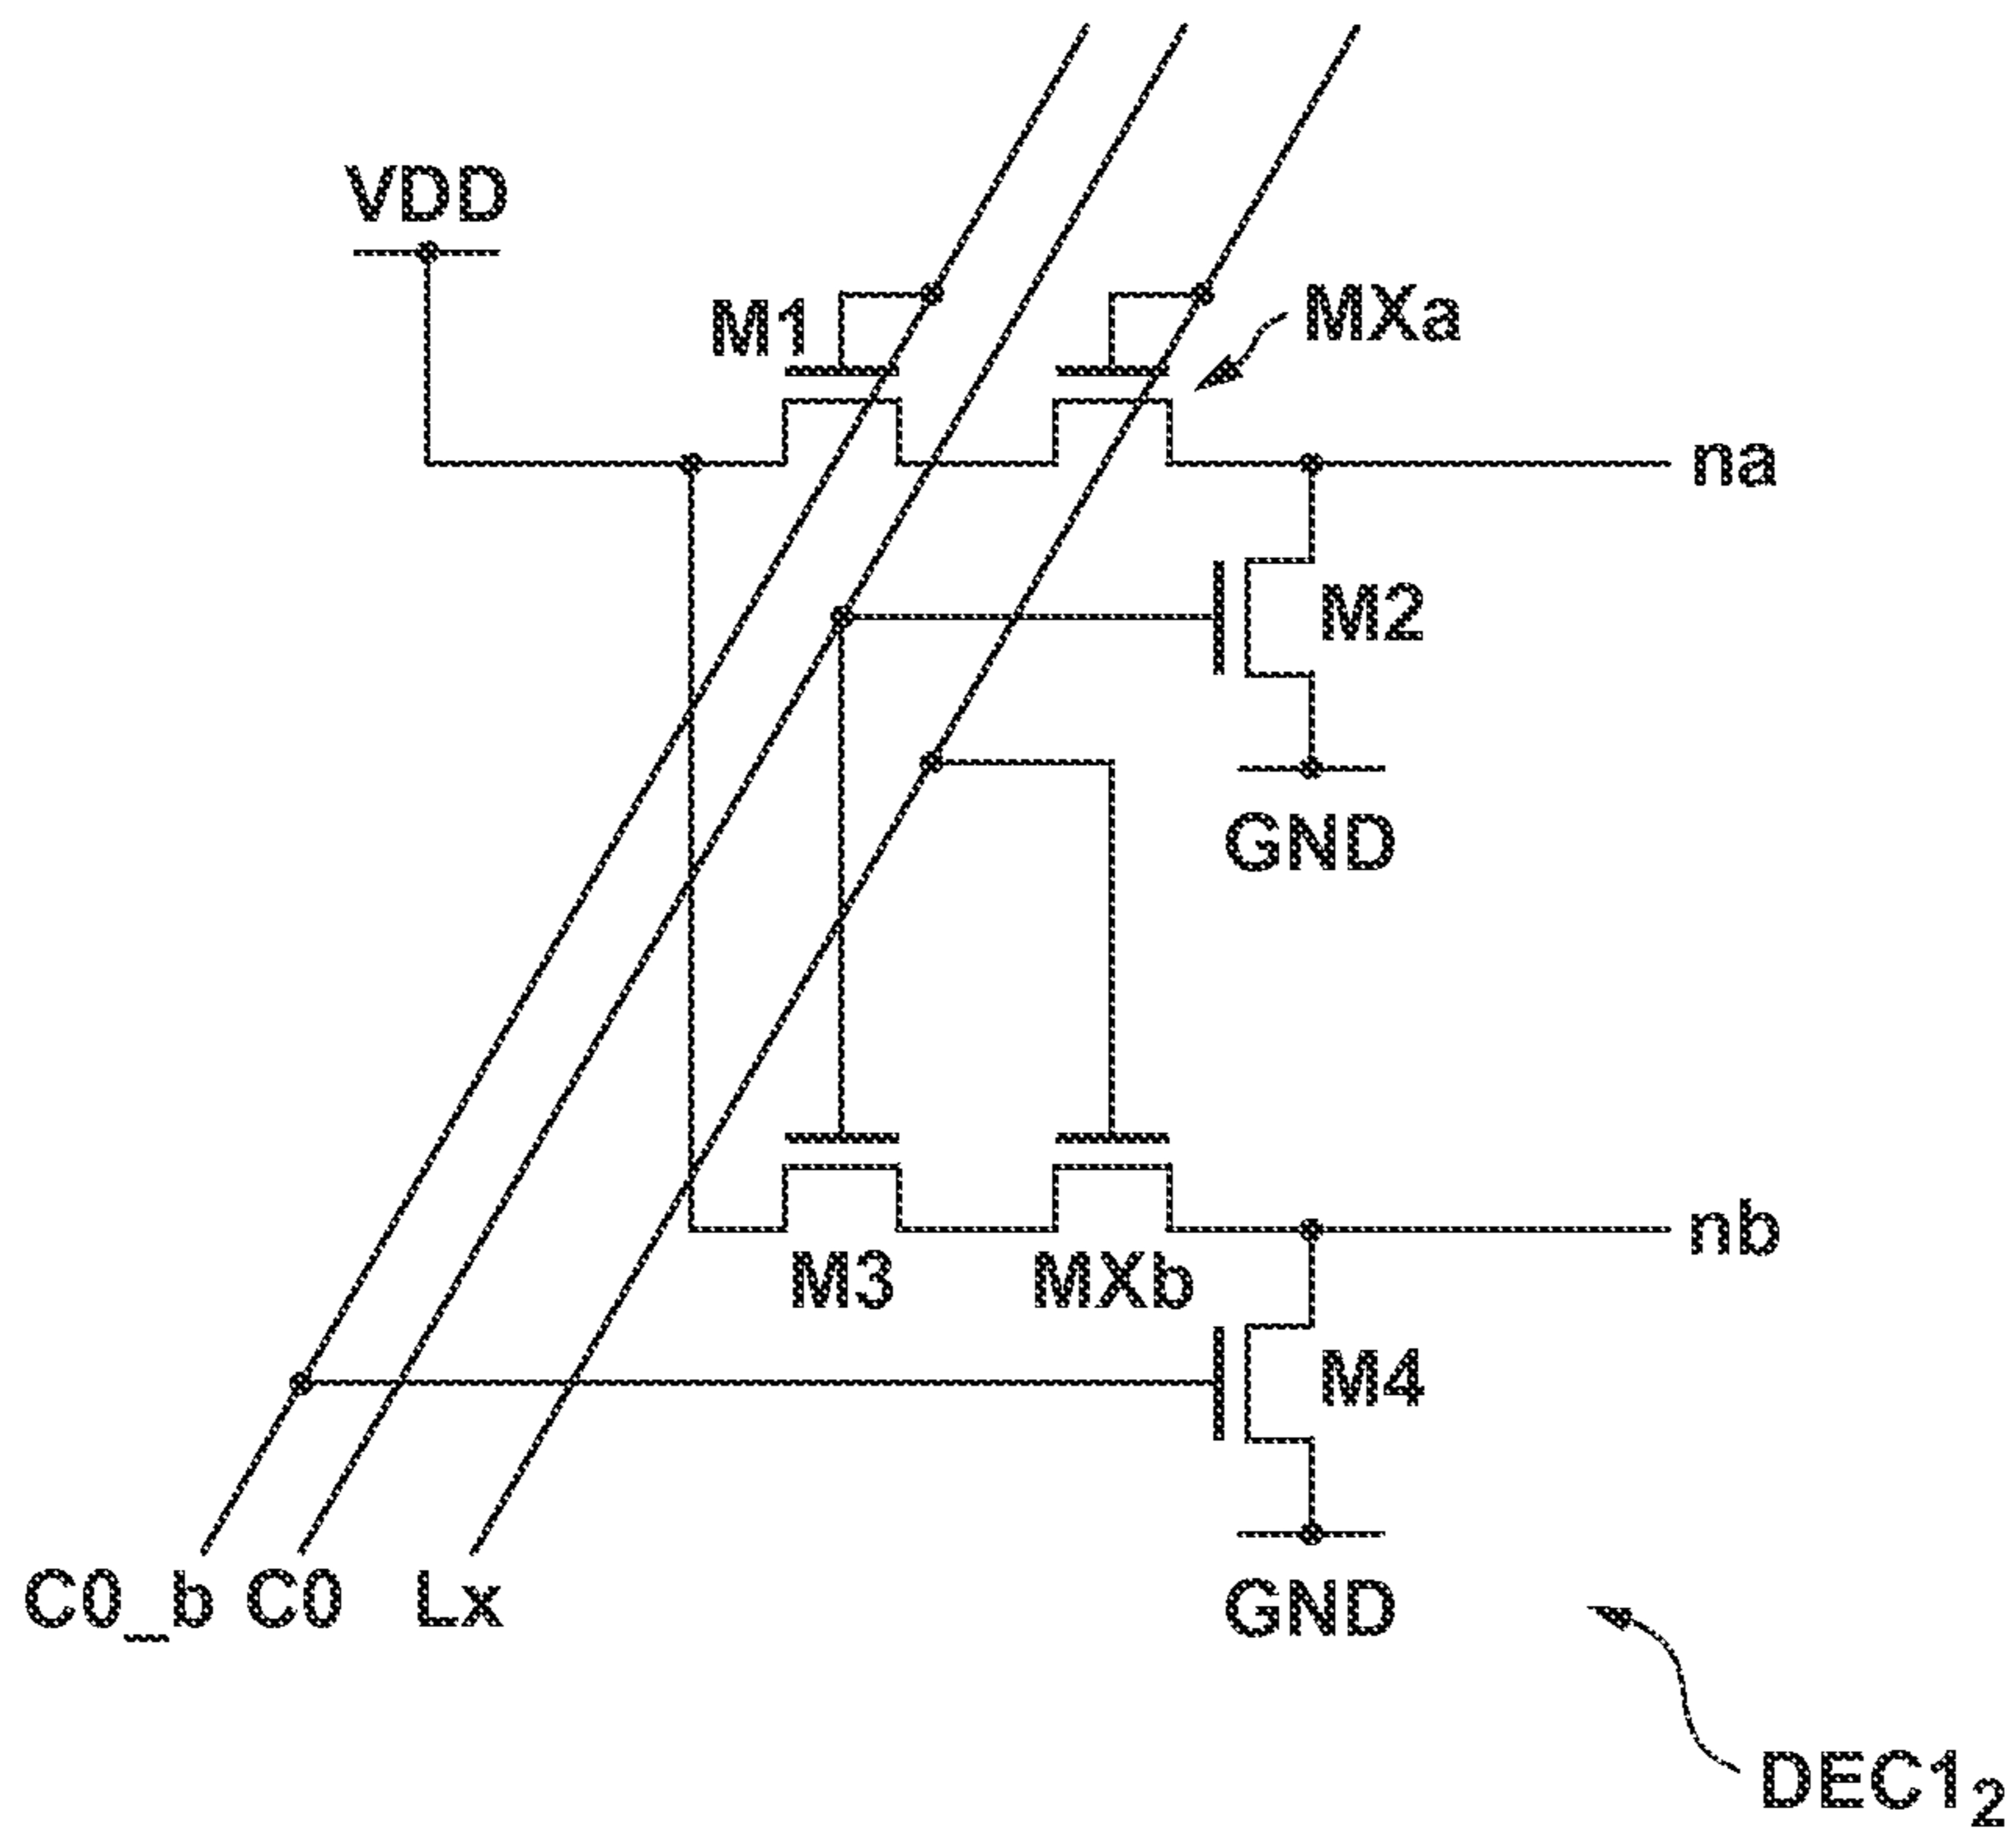 VDD
M1
MXa
na
M2
GND
nb
M3
MXb
M4
C0_b
C0
Lx
GND
DEC1₂